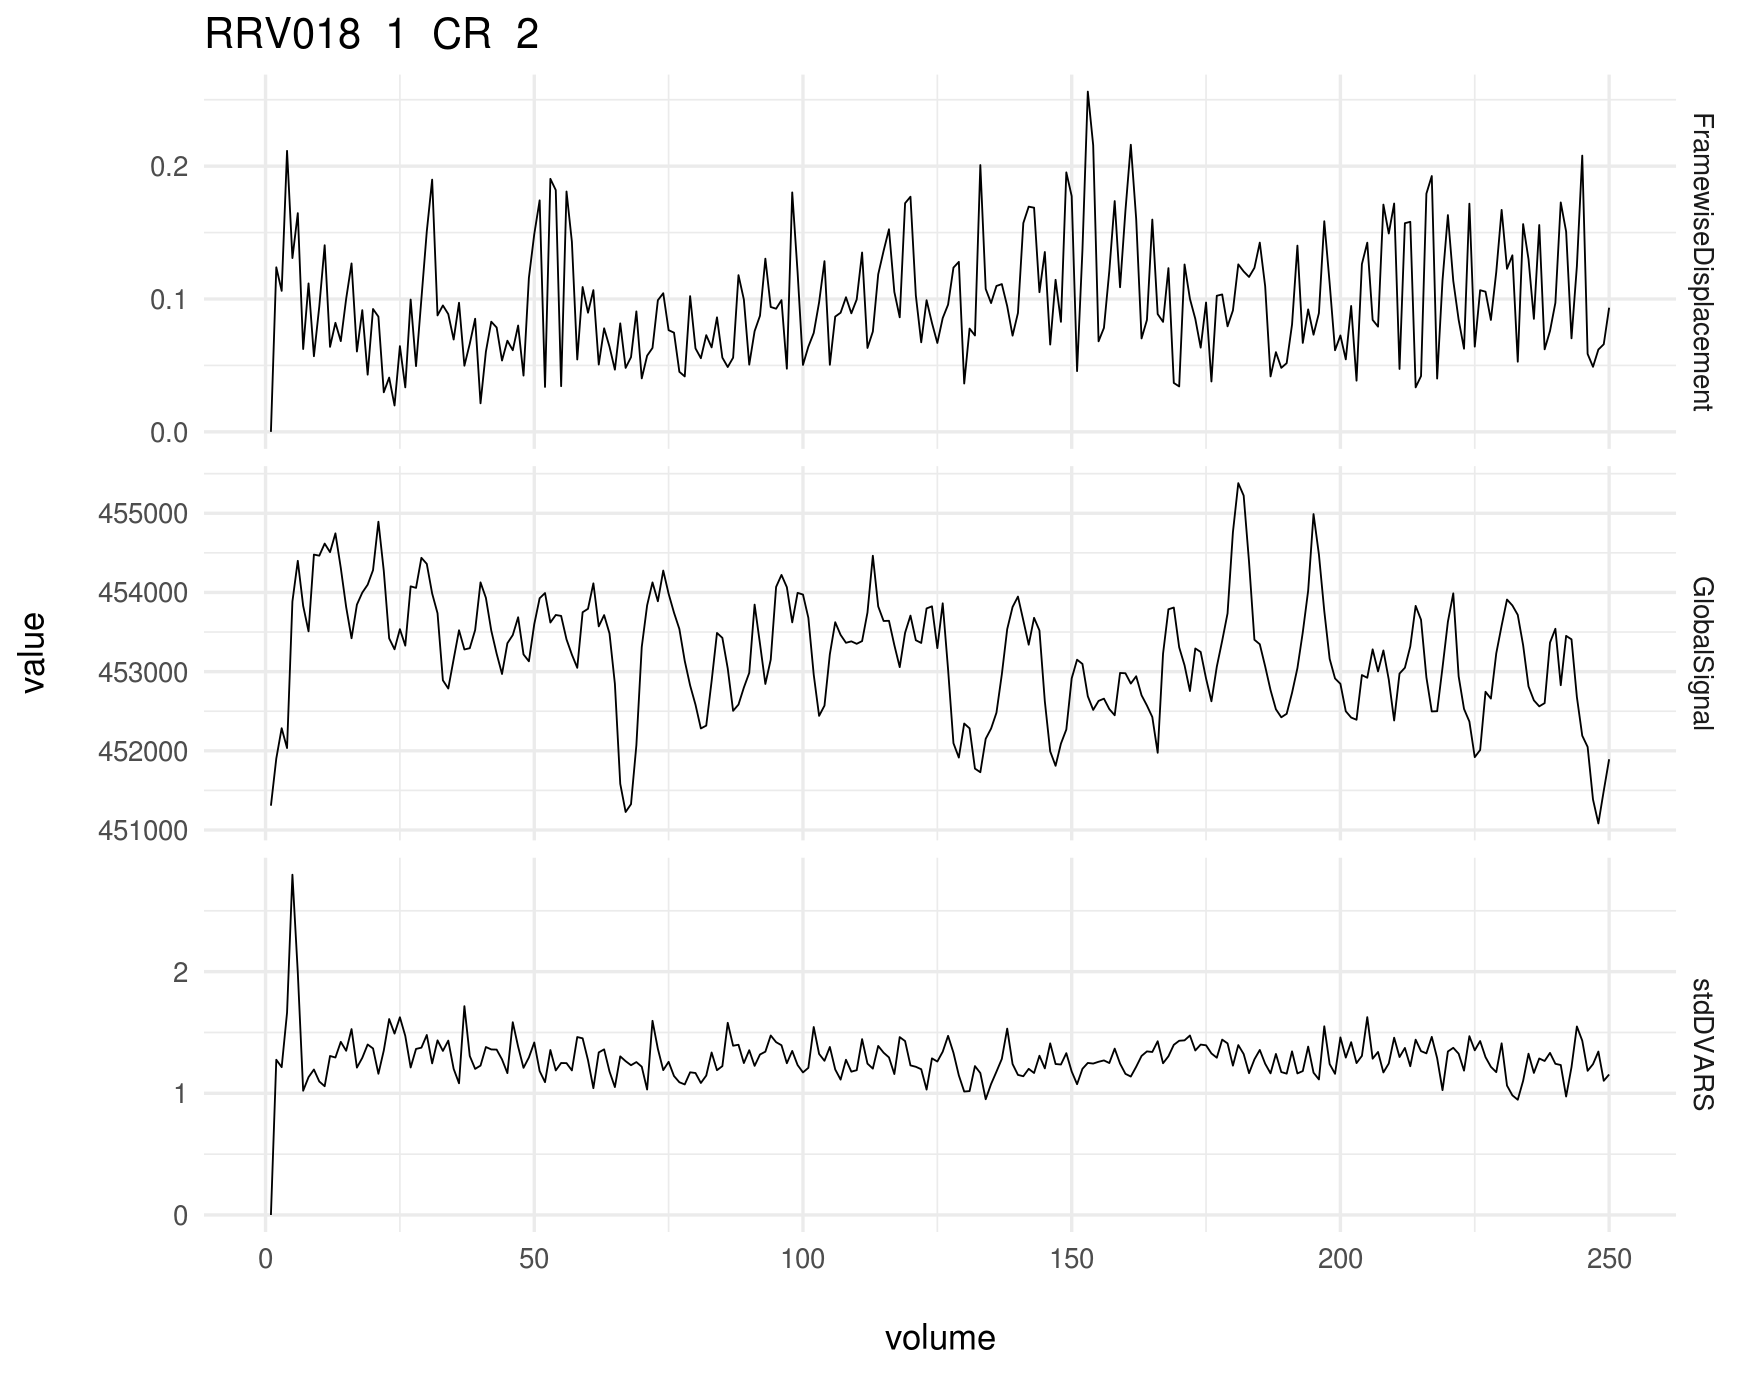 RRV018 1 CR 2
0.2
0.1
0.0
FramewiseDisplacement
455000
454000
453000
452000
451000
GlobalSignal
value
2
1
0
stdDVARS
0 50 100 150 200 250
volume